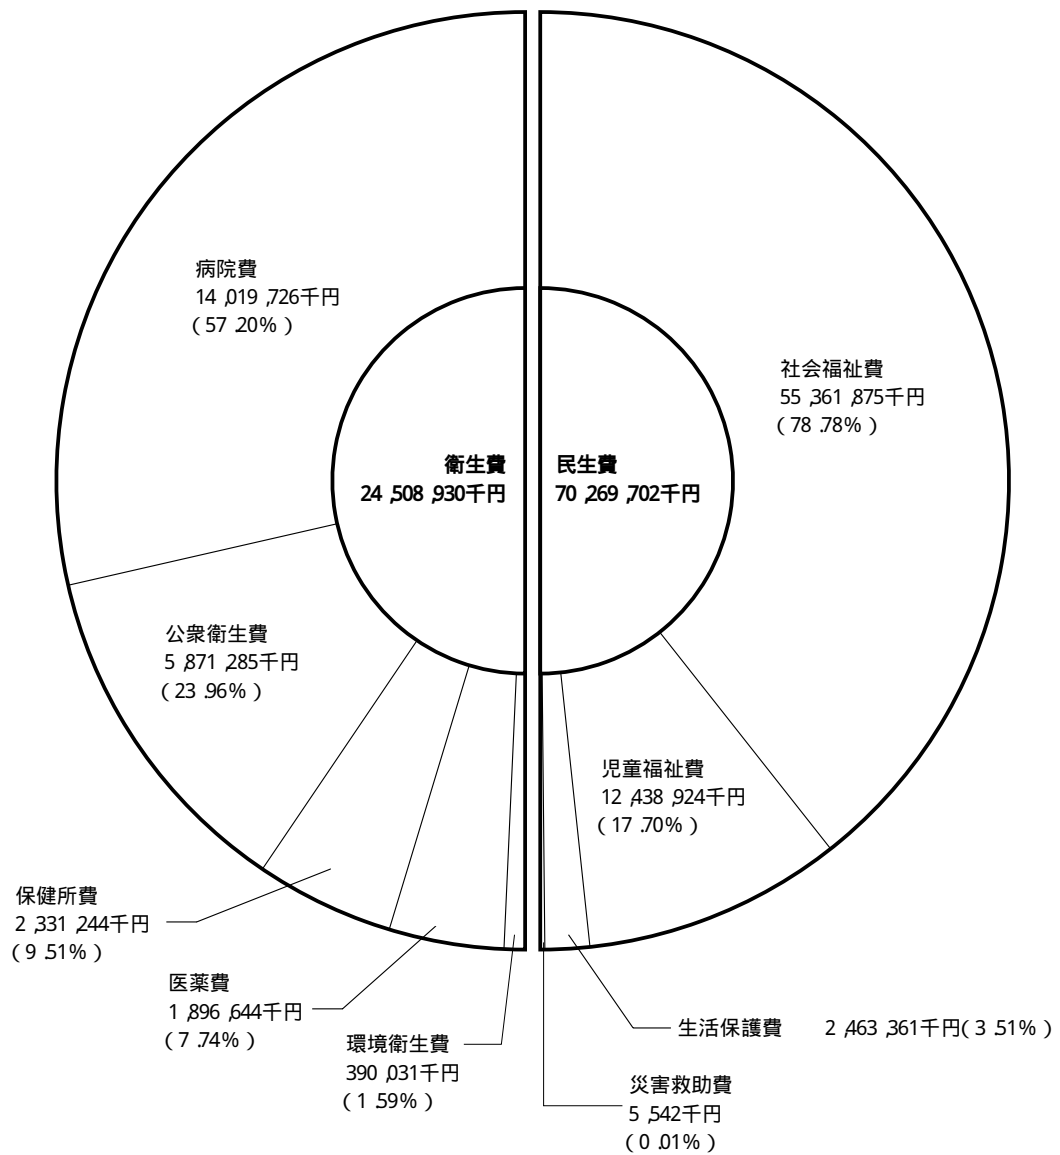 病院費
14,019,726千円
(57.20%)
社会福祉費
55,361,875千円
(78.78%)
衛生費
24,508,930千円
民生費
70,269,702千円
公衆衛生費
5,871,285千円
(23.96%)
児童福祉費
12,438,924千円
(17.70%)
保健所費
2,331,244千円
(9.51%)
医薬費
1,896,644千円
(7.74%)
環境衛生費
390,031千円
(1.59%)
生活保護費 2,463,361千円(3.51%)
災害救助費
5,542千円
(0.01%)